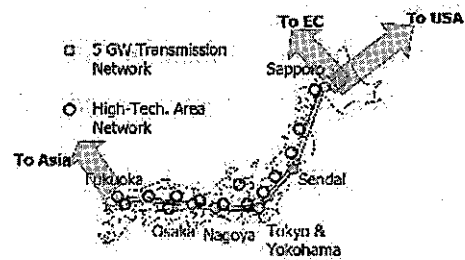 To EC
To USA
5 GW Transmission
Network
Sapporo
High-Tech. Area
Network
To Asia
Fukuoka
Sendai
Osaka
Nagoya
Tokyo &
Yokohama